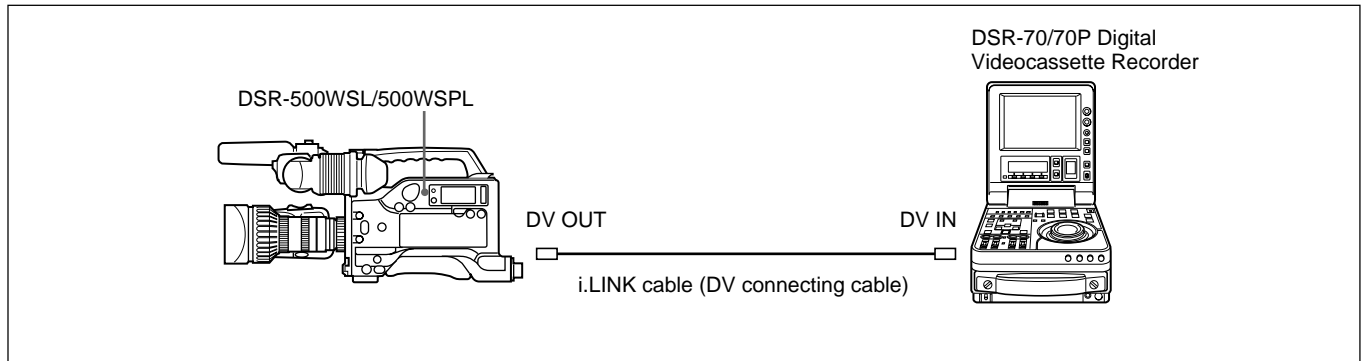 DSR-70/70P Digital
Videocassette Recorder
DSR-500WSL/500WSPL
DV OUT
DV IN
i.LINK cable (DV connecting cable)